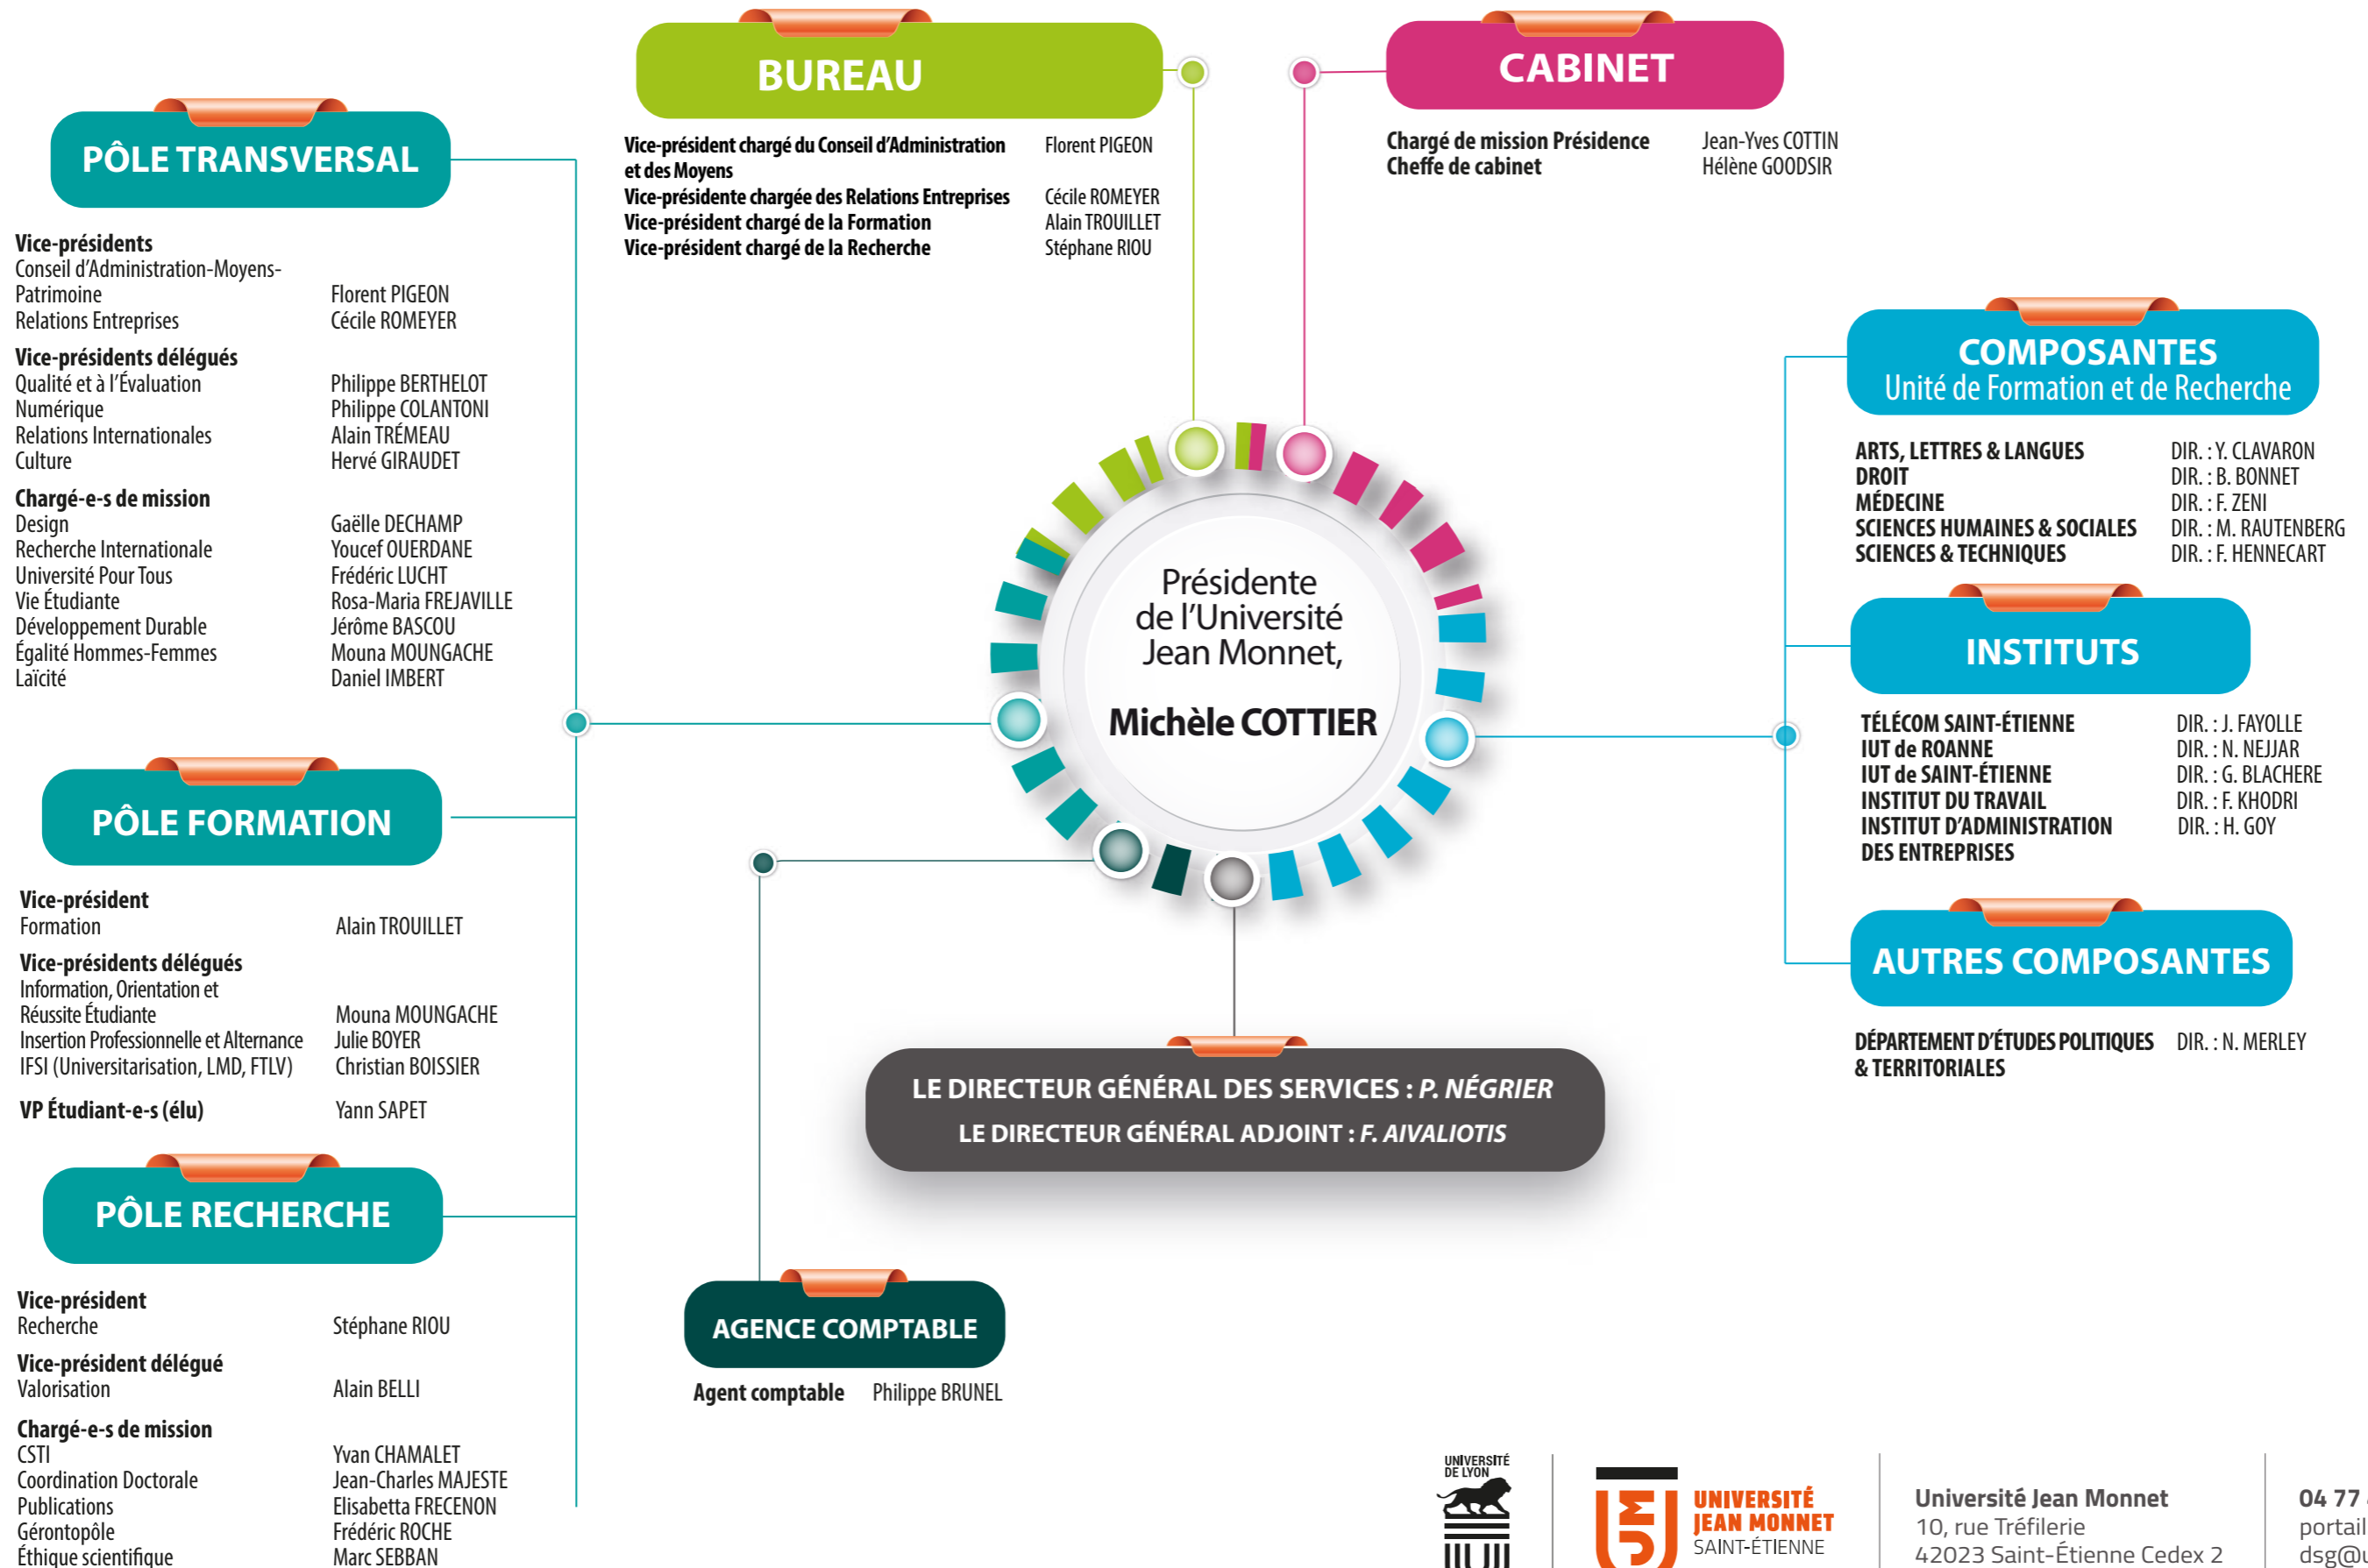 BUREAU
Vice-président chargé du Conseil d'Administration Florent PIGEON
et des Moyens
Vice-présidente chargée des Relations Entreprises Cécile ROMEYER
Vice-président chargé de la Formation Alain TROUILLET
Vice-président chargé de la Recherche Stéphane RIOU
CABINET
Chargé de mission Présidence Jean-Yves COTTIN
Cheffe de cabinet Hélène GOODSIR
PÔLE TRANSVERSAL
Vice-présidents
Conseil d'Administration-Moyens-
Patrimoine Florent PIGEON
Relations Entreprises Cécile ROMEYER
Vice-présidents délégués
Qualité et à l'Évaluation Philippe BERTHELOT
Numérique Philippe COLANTONI
Relations Internationales Alain TRÉMEAU
Culture Hervé GIRAUDET
Chargé-e-s de mission
Design Gaëlle DECHAMP
Recherche Internationale Youcef OUERDANE
Université Pour Tous Frédéric LUCHT
Vie Étudiante Rosa-Maria FREJAVILLE
Développement Durable Jérôme BASCOU
Égalité Hommes-Femmes Mouna MOUNGACHE
Laïcité Daniel IMBERT
PÔLE FORMATION
Vice-président
Formation Alain TROUILLET
Vice-présidents délégués
Information, Orientation et
Réussite Étudiante Mouna MOUNGACHE
Insertion Professionnelle et Alternance Julie BOYER
IFSI (Universitarisation, LMD, FTLV) Christian BOISSIER
VP Étudiant-e-s (élu) Yann SAPET
PÔLE RECHERCHE
Vice-président
Recherche Stéphane RIOU
Vice-président délégué
Valorisation Alain BELLI
Chargé-e-s de mission
CSTI Yvan CHAMALET
Coordination Doctorale Jean-Charles MAJESTE
Publications Elisabetta FRECENON
Gérontopôle Frédéric ROCHE
Éthique scientifique Marc SEBBAN
Présidente
de l'Université
Jean Monnet,
Michèle COTTIER
LE DIRECTEUR GÉNÉRAL DES SERVICES : P. NÉGRIER
LE DIRECTEUR GÉNÉRAL ADJOINT : F. AIVALIOTIS
AGENCE COMPTABLE
Agent comptable Philippe BRUNEL
COMPOSANTES
Unité de Formation et de Recherche
ARTS, LETTRES & LANGUES DIR. : Y. CLAVARON
DROIT DIR. : B. BONNET
MÉDECINE DIR. : F. ZENI
SCIENCES HUMAINES & SOCIALES DIR. : M. RAUTENBERG
SCIENCES & TECHNIQUES DIR. : F. HENNECART
INSTITUTS
TÉLÉCOM SAINT-ÉTIENNE DIR. : J. FAYOLLE
IUT de ROANNE DIR. : N. NEJJAR
IUT de SAINT-ÉTIENNE DIR. : G. BLACHERE
INSTITUT DU TRAVAIL DIR. : F. KHODRI
INSTITUT D'ADMINISTRATION DIR. : H. GOY
DES ENTREPRISES
AUTRES COMPOSANTES
DÉPARTEMENT D'ÉTUDES POLITIQUES DIR. : N. MERLEY
& TERRITORIALES
UNIVERSITÉ
DE LYON
UJM
UNIVERSITÉ
JEAN MONNET
SAINT-ÉTIENNE
Université Jean Monnet
10, rue Tréfilerie
42023 Saint-Étienne Cedex 2
04 77
portail
dsg@u